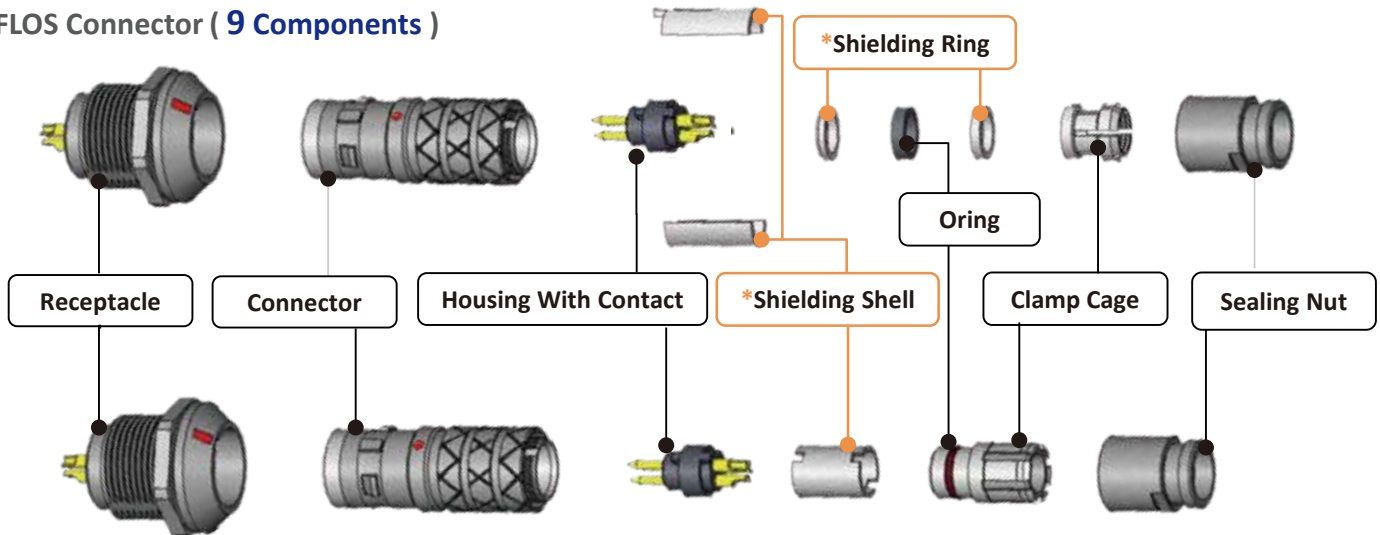 FLOS Connector ( 9 Components )
*Shielding Ring
Oring
Receptacle
Connector
Housing With Contact
*Shielding Shell
Clamp Cage
Sealing Nut